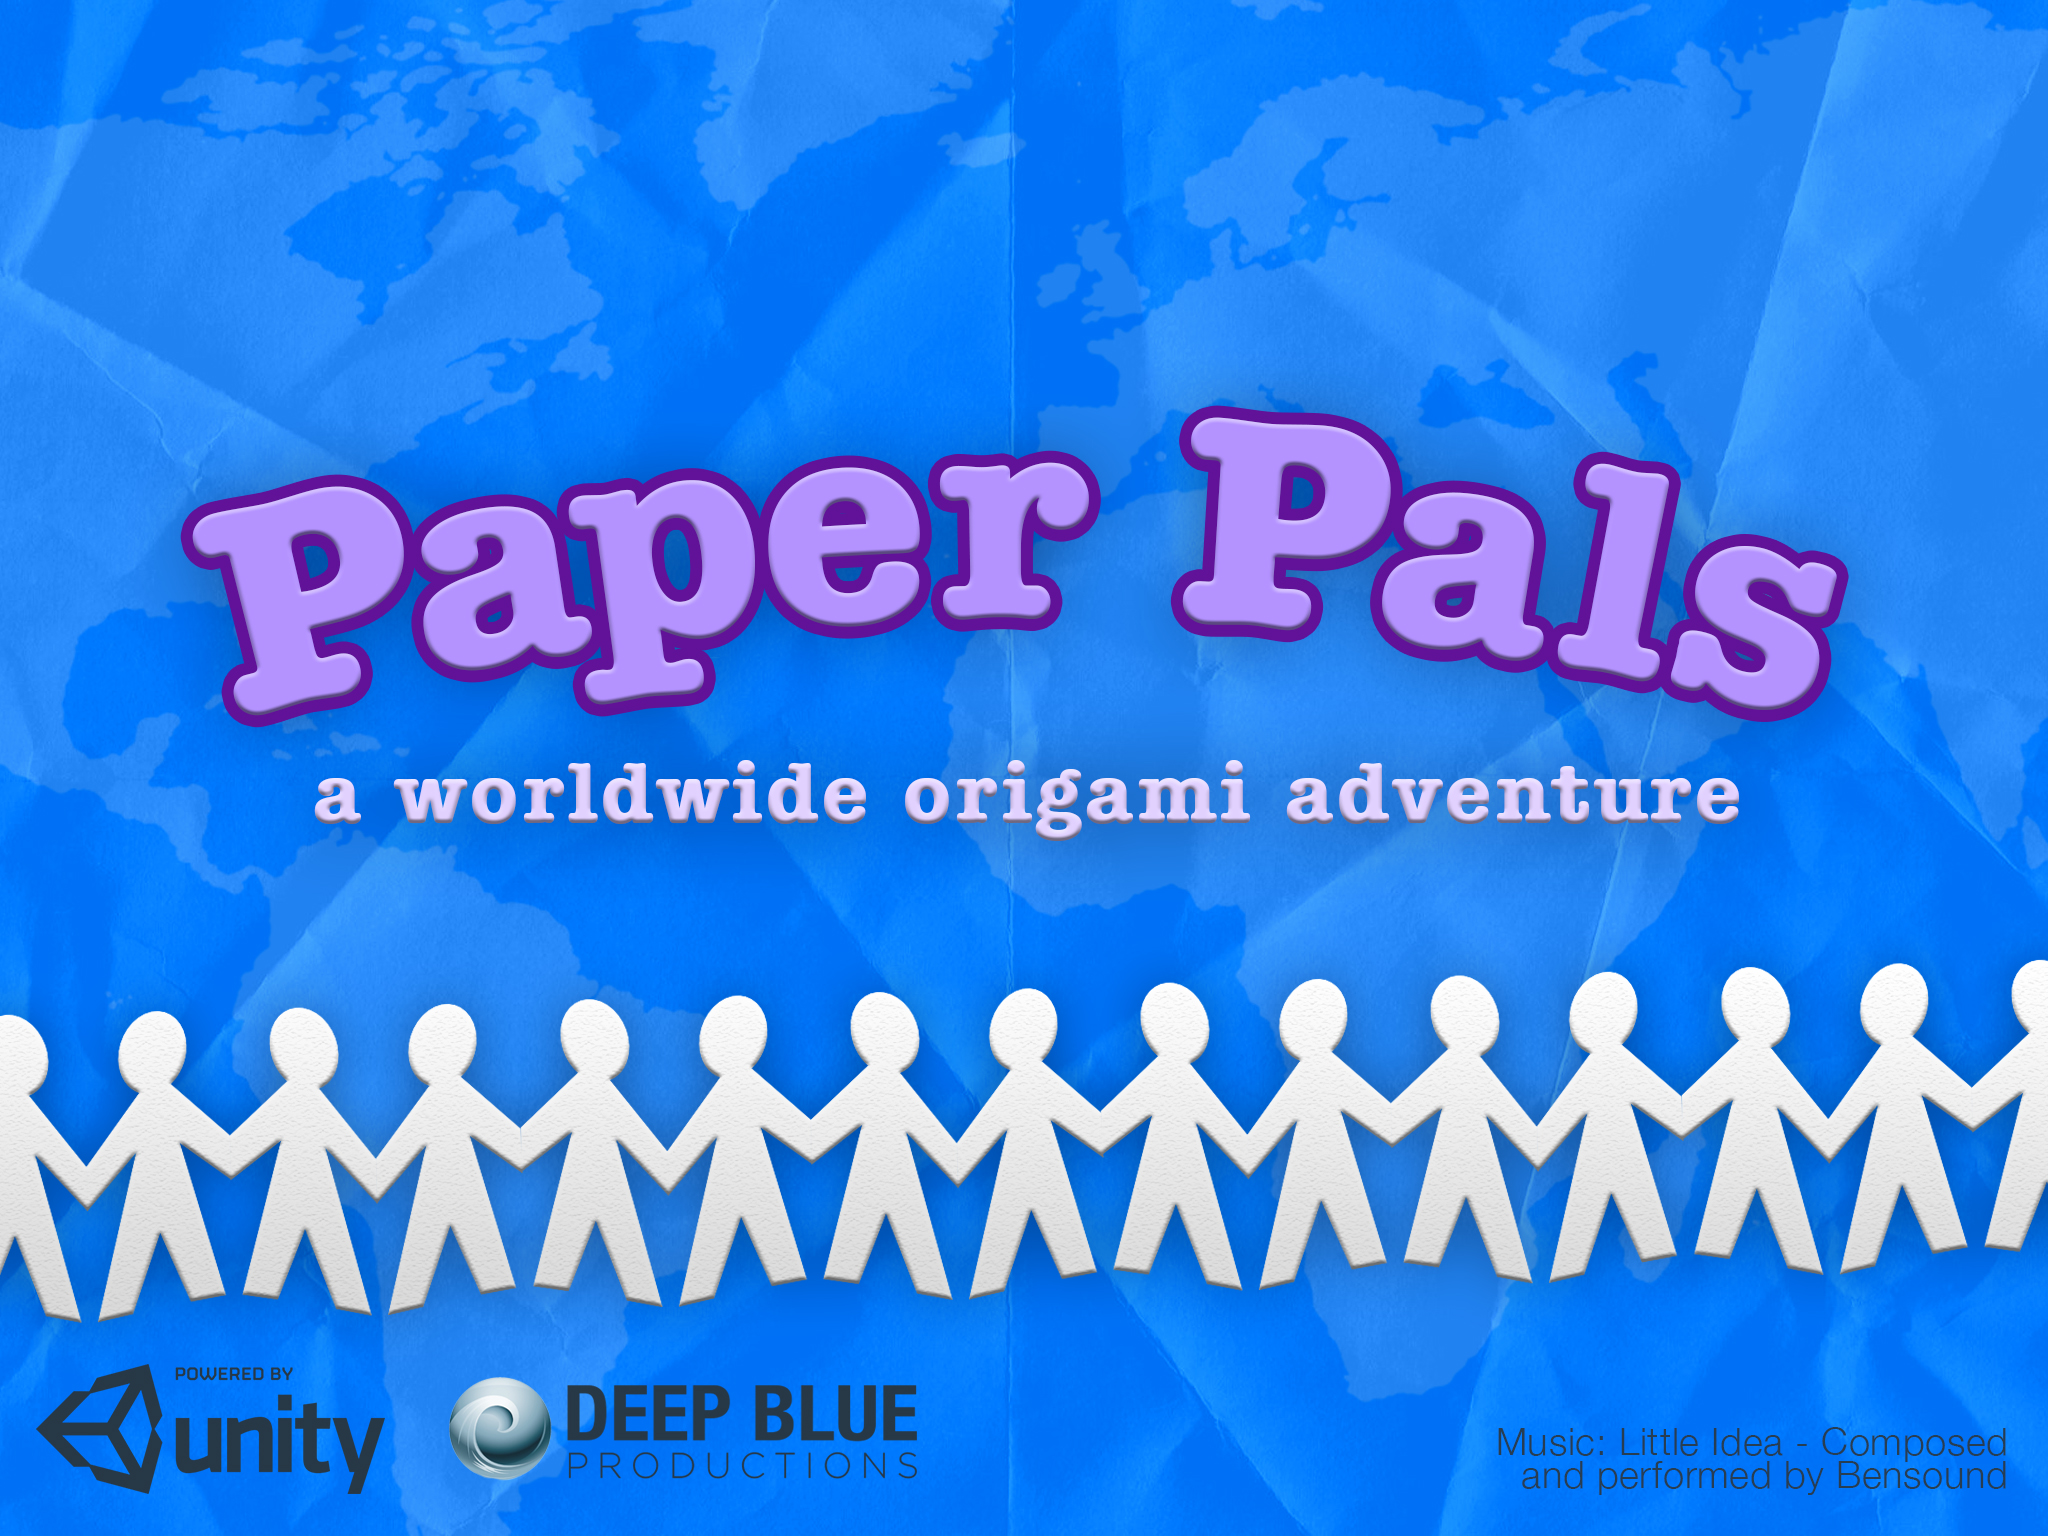 Paper Pals
a worldwide origami adventure
POWERED BY
unity
DEEP BLUE
PRODUCTIONS
Music: Little Idea - Composed
and performed by Bensound